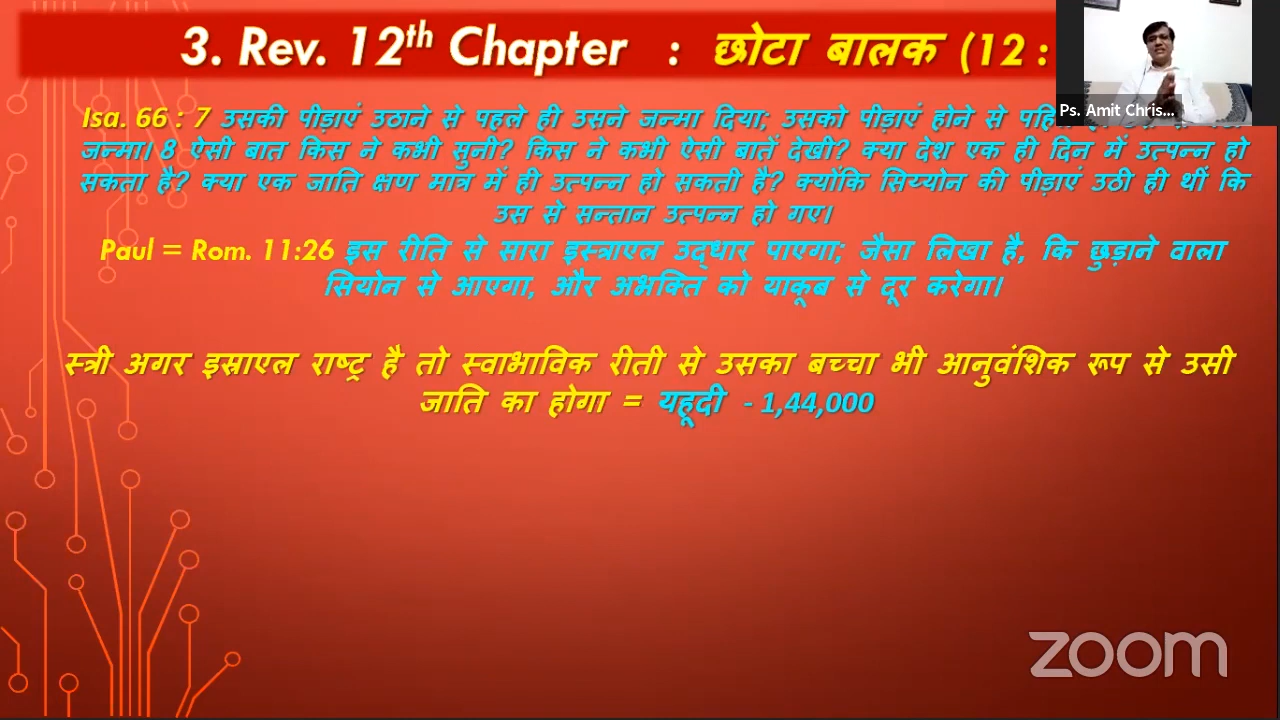 3. Rev. 12th Chapter : छोटा बालक (12 :
Ps. Amit Chris...
Isa. 66 : 7 उसकी पीड़ाएं उठाने से पहले ही उसने जन्मा दिया; उसको पीड़ाएं होने से
जन्मा। 8 ऐसी बात किस ने कभी सुनी? किस ने कभी ऐसी बातें देखी? क्या देश एक ही दिन में उत्पन्न हो
सकता है? क्या एक जाति क्षण मात्र में ही उत्पन्न हो सकती है? क्योंकि सिय्योन की पीड़ाएं उठी ही थीं कि
उस से सन्तान उत्पन्न हो गए।
Paul = Rom. 11:26 इस रीति से सारा इस्त्राएल उद्धार पाएगा; जैसा लिखा है, कि छुड़ाने वाला
सियोन से आएगा, और अभक्ति को याकूब से दूर करेगा।
स्त्री अगर इस्राएल राष्ट्र है तो स्वाभाविक रीती से उसका बच्चा भी आनुवंशिक रूप से उसी
जाति का होगा = यहूदी - 1,44,000
zoom